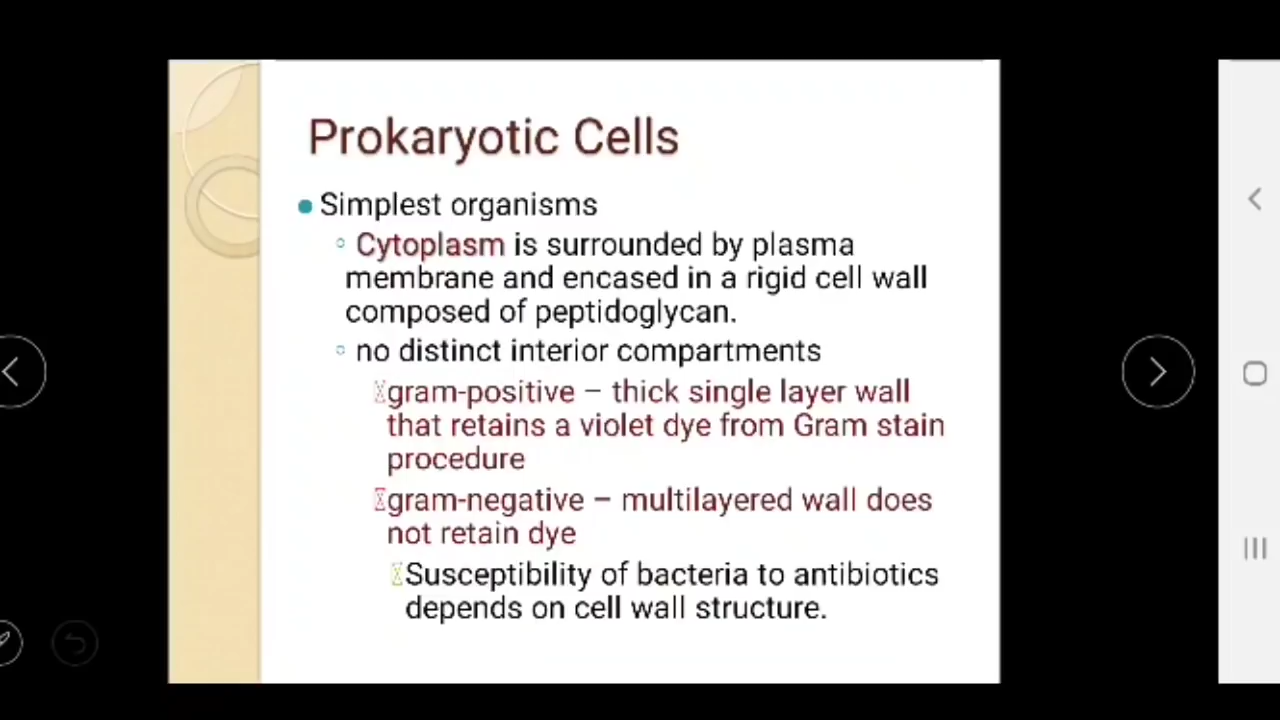 Prokaryotic Cells
Simplest organisms
Cytoplasm is surrounded by plasma
membrane and encased in a rigid cell wall
composed of peptidoglycan.
no distinct interior compartments
gram-positive – thick single layer wall
that retains a violet dye from Gram stain
procedure
gram-negative – multilayered wall does
not retain dye
Susceptibility of bacteria to antibiotics
depends on cell wall structure.